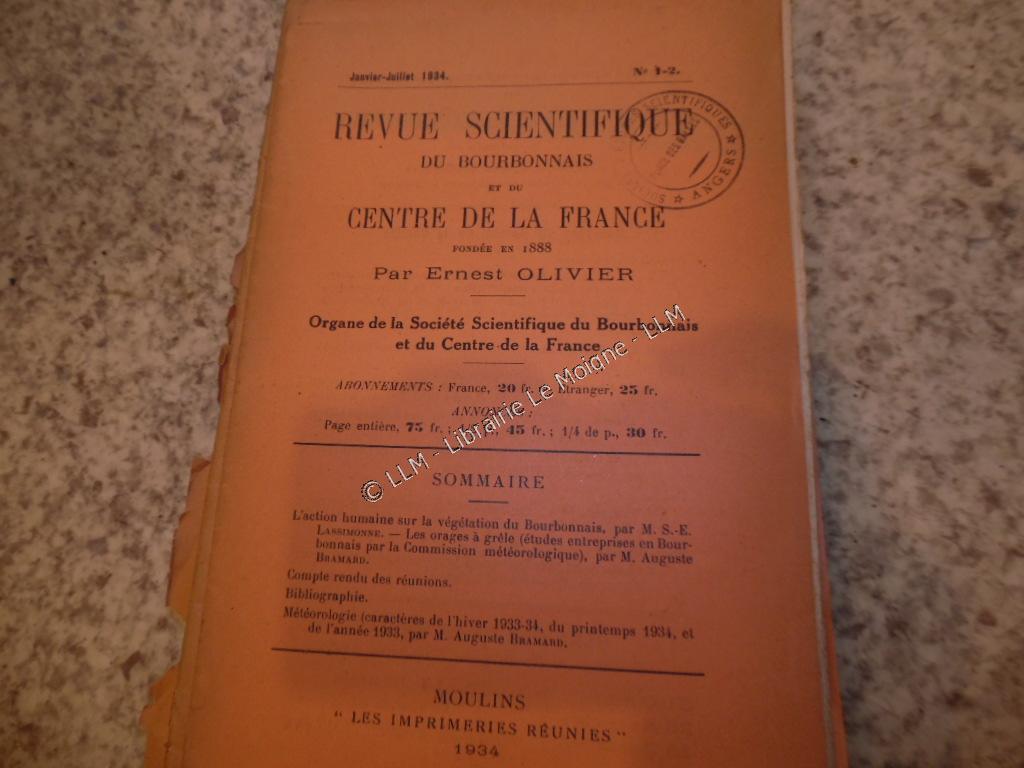 Janvier-Juillet 1934. Nos 1-2.
REVUE SCIENTIFIQUE
DU BOURBONNAIS
ET DU
CENTRE DE LA FRANCE
FONDÉE EN 1888
Par Ernest OLIVIER
SCIENTIFIQUES
ANGERS
Organe de la Société Scientifique du Bourbonnais
et du Centre de la France
ABONNEMENTS : France, 20 fr. Étranger, 25 fr.
ANNONCES :
Page entière, 75 fr. ; 45 fr. ; 1/4 de p., 30 fr.
© LLM - Librairie Le Moigne - LLM
SOMMAIRE
L'action humaine sur la végétation du Bourbonnais, par M. S.-E.
LASSIMONNE. — Les orages à grêle (études entreprises en Bour-
bonnais par la Commission météorologique), par M. Auguste
BRAMARD.
Compte rendu des réunions.
Bibliographie.
Météorologie (caractères de l'hiver 1933-34, du printemps 1934, et
de l'année 1933, par M. Auguste BRAMARD.
MOULINS
" LES IMPRIMERIES RÉUNIES "
1934